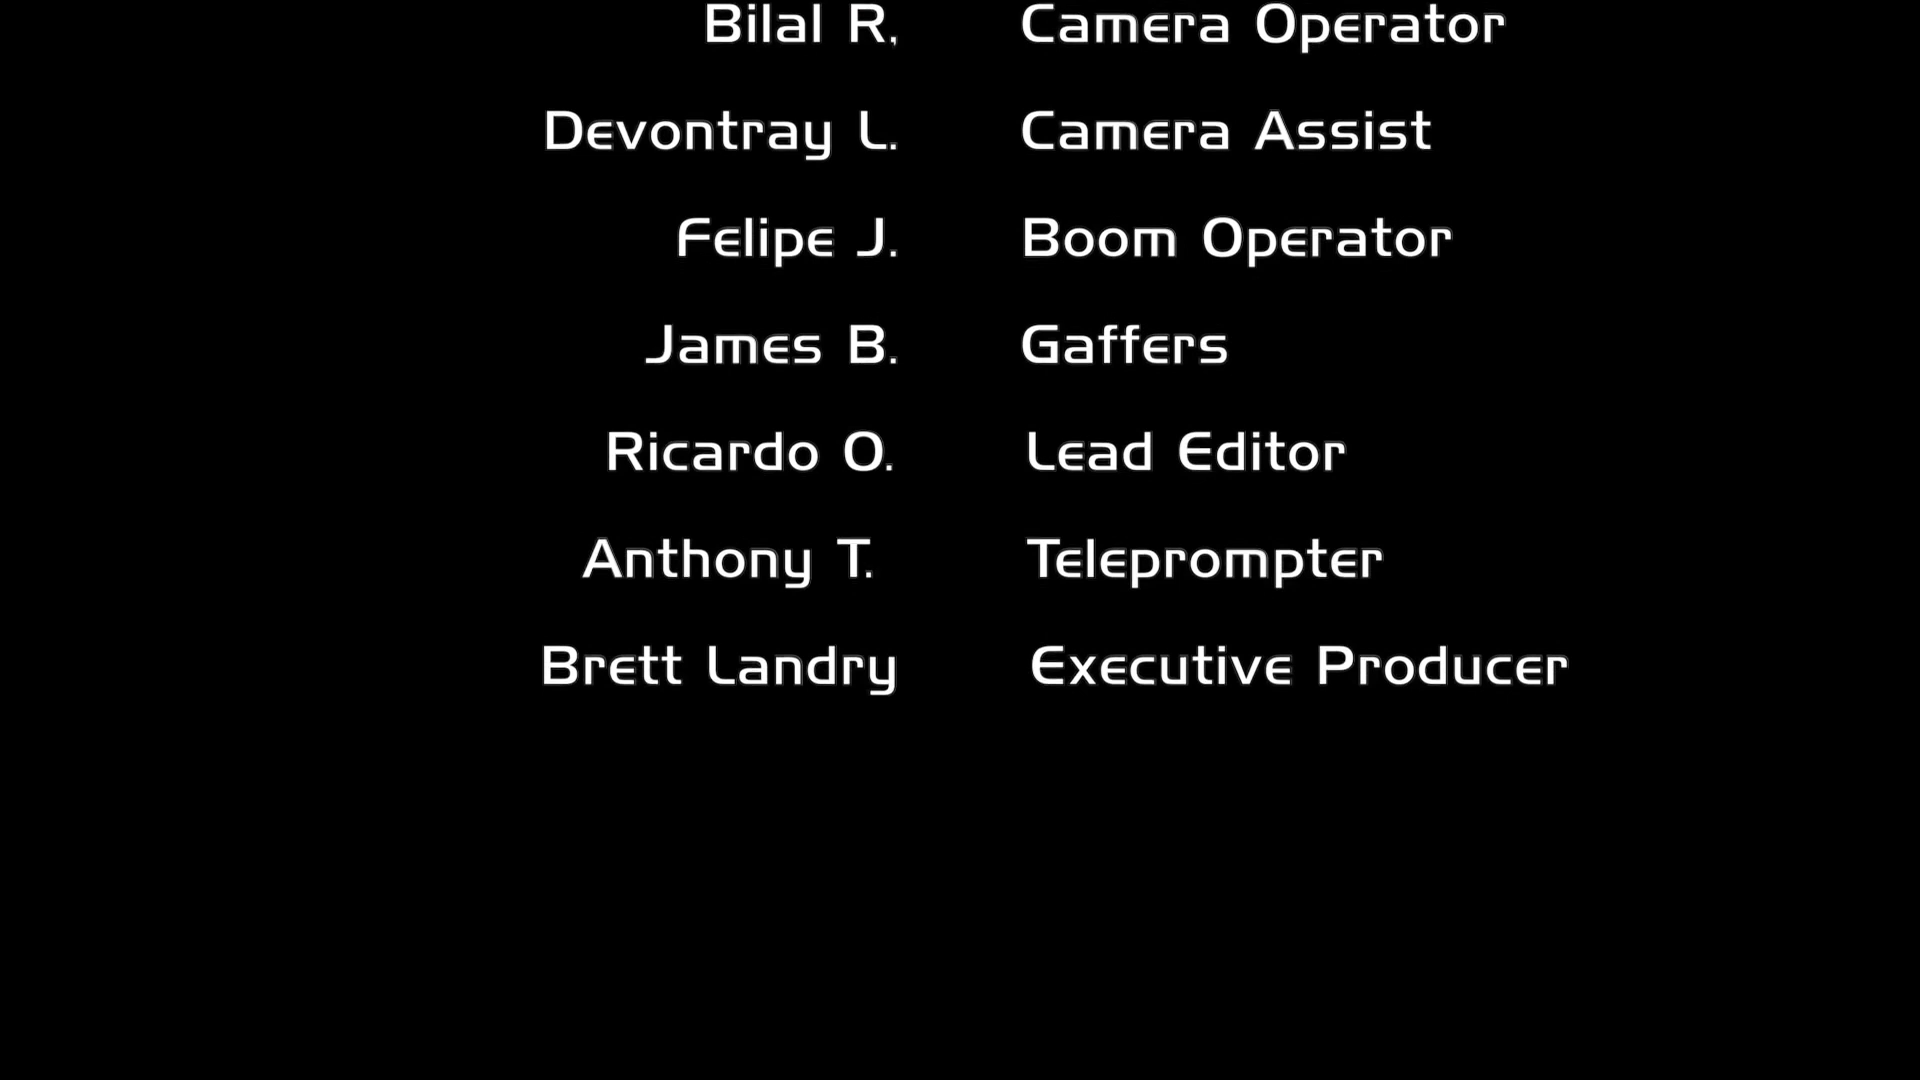 Bilal R, Camera Operator
Devontray L. Camera Assist
Felipe J. Boom Operator
James B. Gaffers
Ricardo O. Lead Editor
Anthony T. Teleprompter
Brett Landry Executive Producer